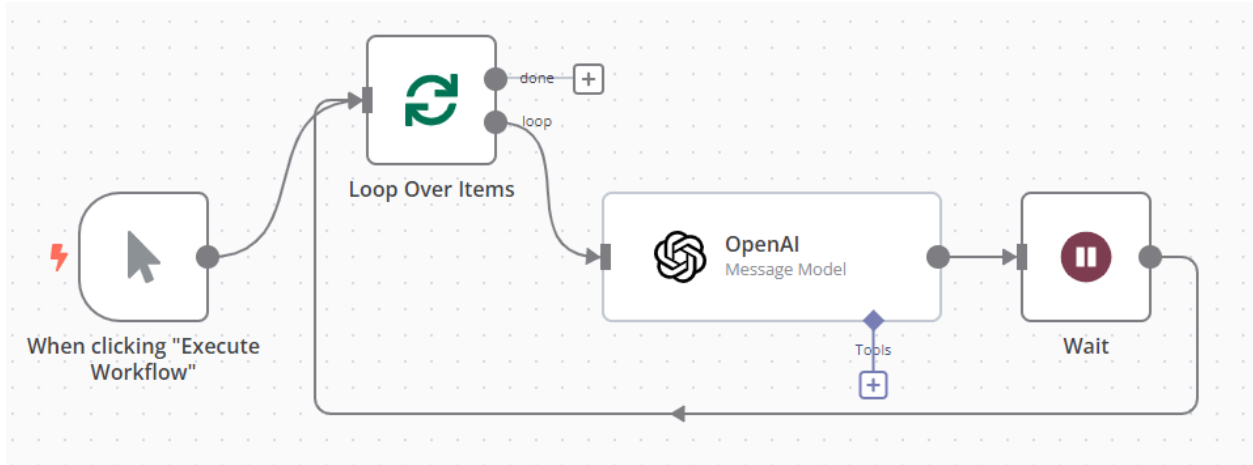 done
loop
Loop Over Items
OpenAI
Message Model
Tools
When clicking "Execute
Workflow"
Wait